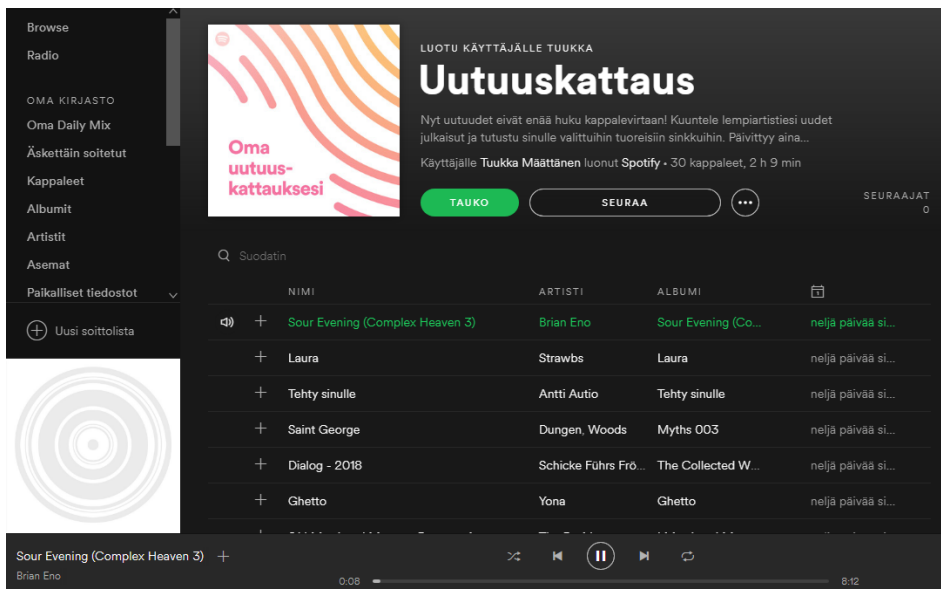 Browse
Radio
OMA KIRJASTO
Oma Daily Mix
Äskettäin soitetut
Kappaleet
Albumit
Artistit
Asemat
Paikalliset tiedostot
Uusi soittolista
Oma
uutuus-
kattauksesi
LUOTU KÄYTTÄJÄLLE TUUKKA
Uutuuskattaus
Nyt uutuudet eivät enää huku kappalevirtaan! Kuuntele lempiartistiesi uudet
julkaisut ja tutustu sinulle valittuihin tuoreisiin sinkkuihin. Päivittyy aina...
Käyttäjälle Tuukka Määttänen luonut Spotify • 30 kappaleet, 2 h 9 min
TAUKO SEURAA
SEURAAJAT
0
Suodatin
NIMI ARTISTI ALBUMI
Sour Evening (Complex Heaven 3) Brian Eno Sour Evening (Co... neljä päivää si...
Laura Strawbs Laura neljä päivää si...
Tehty sinulle Antti Autio Tehty sinulle neljä päivää si...
Saint George Dungen, Woods Myths 003 neljä päivää si...
Dialog - 2018 Schicke Führs Frö... The Collected W... neljä päivää si...
Ghetto Yona Ghetto neljä päivää si...
Sour Evening (Complex Heaven 3)
Brian Eno
0:08 8:12